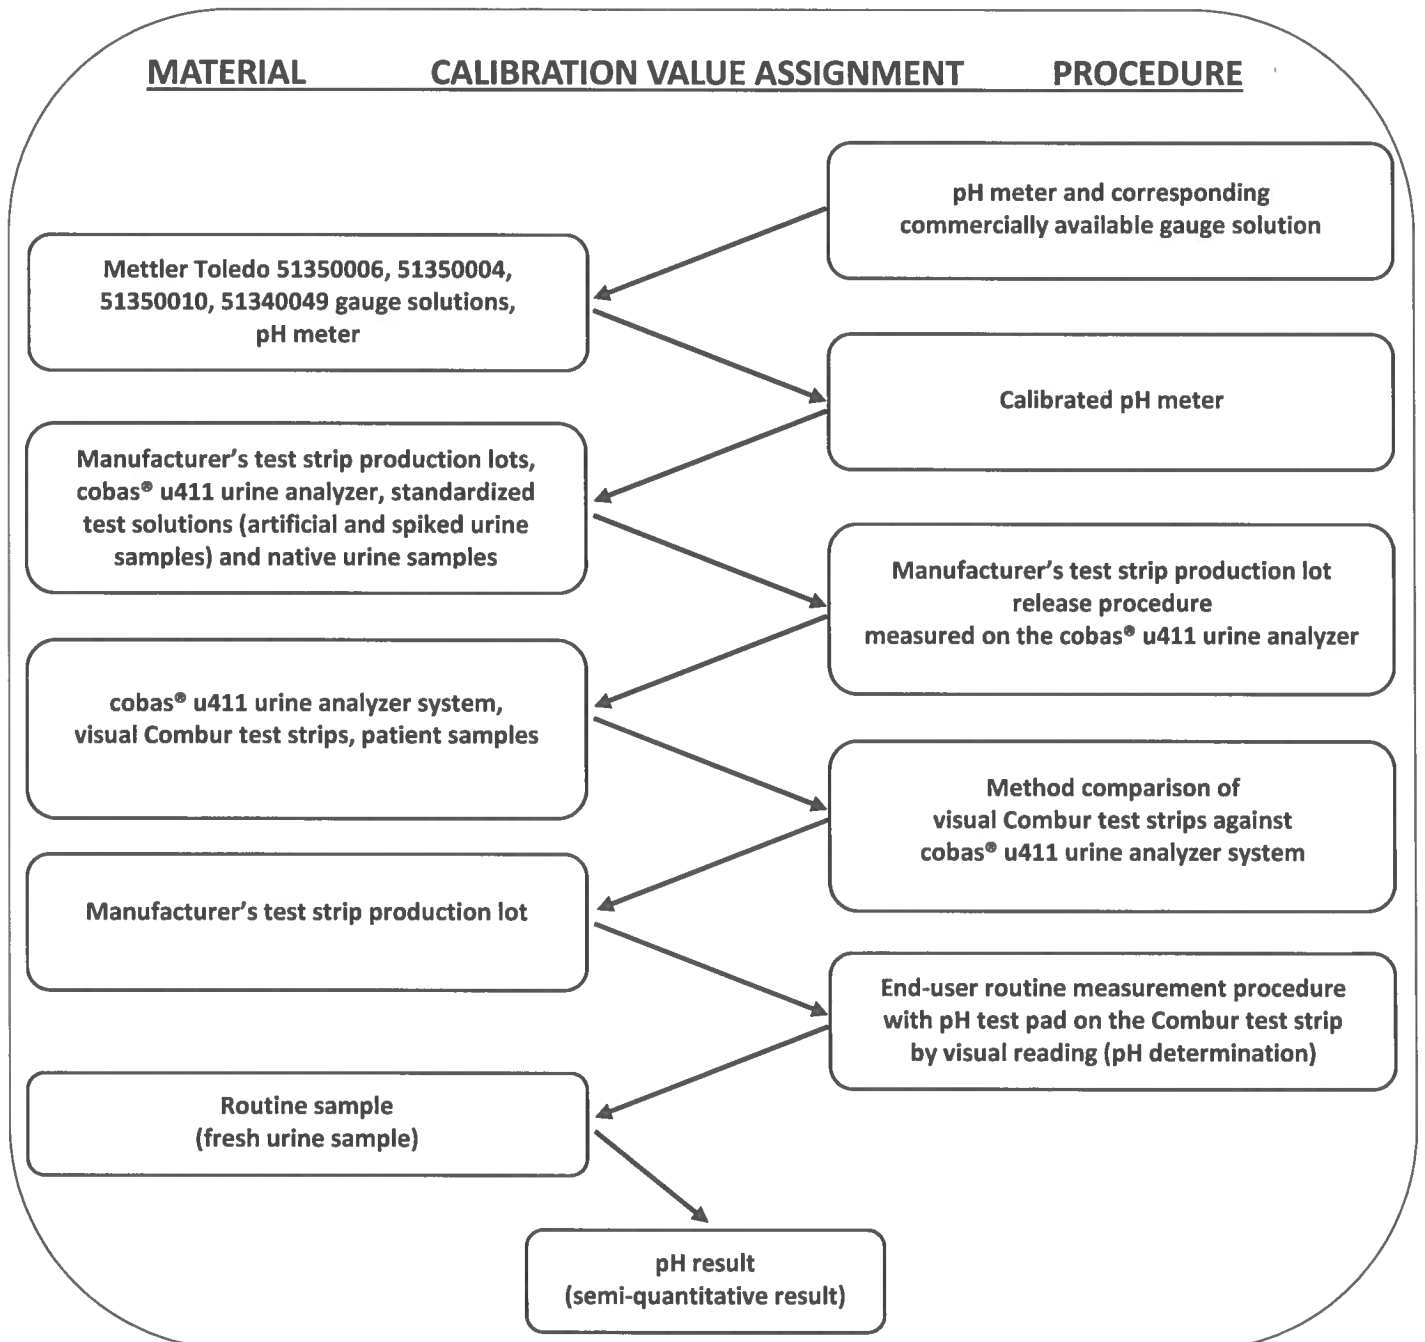 MATERIAL CALIBRATION VALUE ASSIGNMENT PROCEDURE
pH meter and corresponding
commercially available gauge solution
Mettler Toledo 51350006, 51350004,
51350010, 51340049 gauge solutions,
pH meter
Calibrated pH meter
Manufacturer's test strip production lots,
cobas® u411 urine analyzer, standardized
test solutions (artificial and spiked urine
samples) and native urine samples
Manufacturer's test strip production lot
release procedure
measured on the cobas® u411 urine analyzer
cobas® u411 urine analyzer system,
visual Combur test strips, patient samples
Method comparison of
visual Combur test strips against
cobas® u411 urine analyzer system
Manufacturer's test strip production lot
End-user routine measurement procedure
with pH test pad on the Combur test strip
by visual reading (pH determination)
Routine sample
(fresh urine sample)
pH result
(semi-quantitative result)